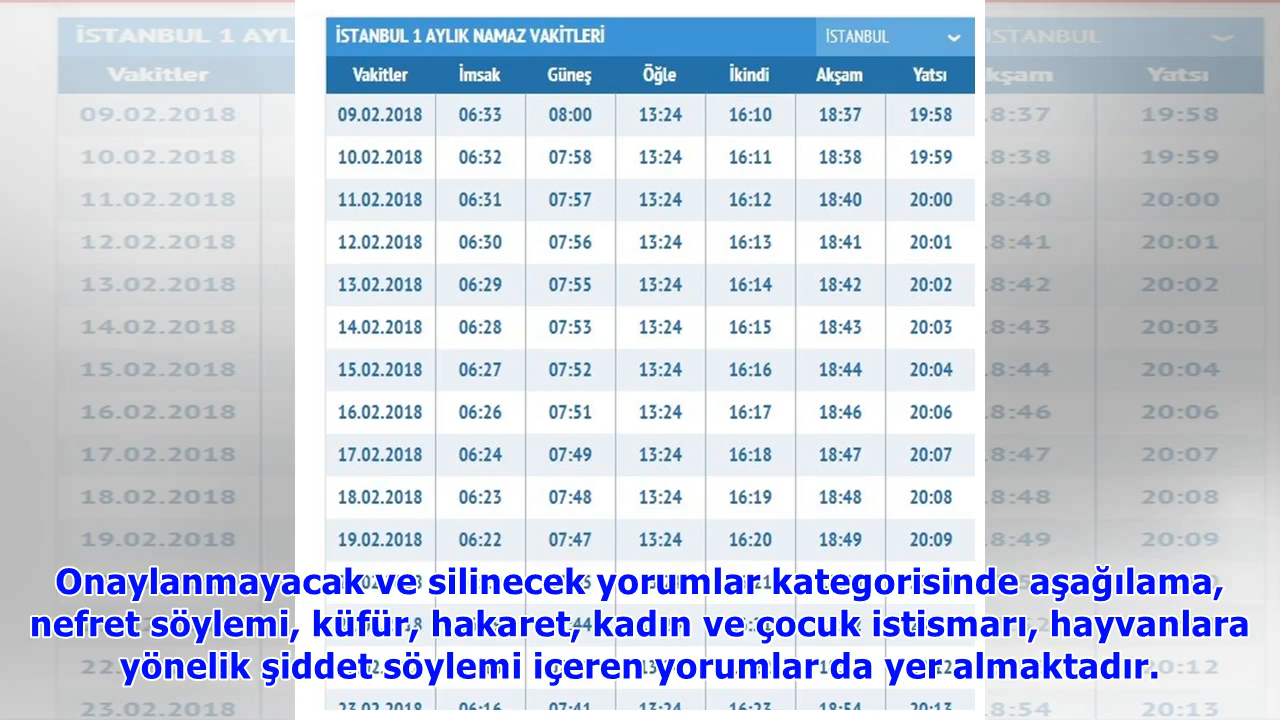 İSTANBUL 1 AYLIK NAMAZ VAKİTLERİ İSTANBUL
Vakitler İmsak Güneş Öğle İkindi Akşam Yatsı
09.02.2018 06:33 08:00 13:24 16:10 18:37 19:58
10.02.2018 06:32 07:58 13:24 16:11 18:38 19:59
11.02.2018 06:31 07:57 13:24 16:12 18:40 20:00
12.02.2018 06:30 07:56 13:24 16:13 18:41 20:01
13.02.2018 06:29 07:55 13:24 16:14 18:42 20:02
14.02.2018 06:28 07:53 13:24 16:15 18:43 20:03
15.02.2018 06:27 07:52 13:24 16:16 18:44 20:04
16.02.2018 06:26 07:51 13:24 16:17 18:46 20:06
17.02.2018 06:24 07:49 13:24 16:18 18:47 20:07
18.02.2018 06:23 07:48 13:24 16:19 18:48 20:08
19.02.2018 06:22 07:47 13:24 16:20 18:49 20:09
Onaylanmayacak ve silinecek yorumlar kategorisinde aşağılama,
nefret söylemi, küfür, hakaret, kadın ve çocuk istismarı, hayvanlara
yönelik şiddet söylemi içeren yorumlar da yer almaktadır.
23.02.2018 06:16 07:41 13:24 16:23 18:54 20:13